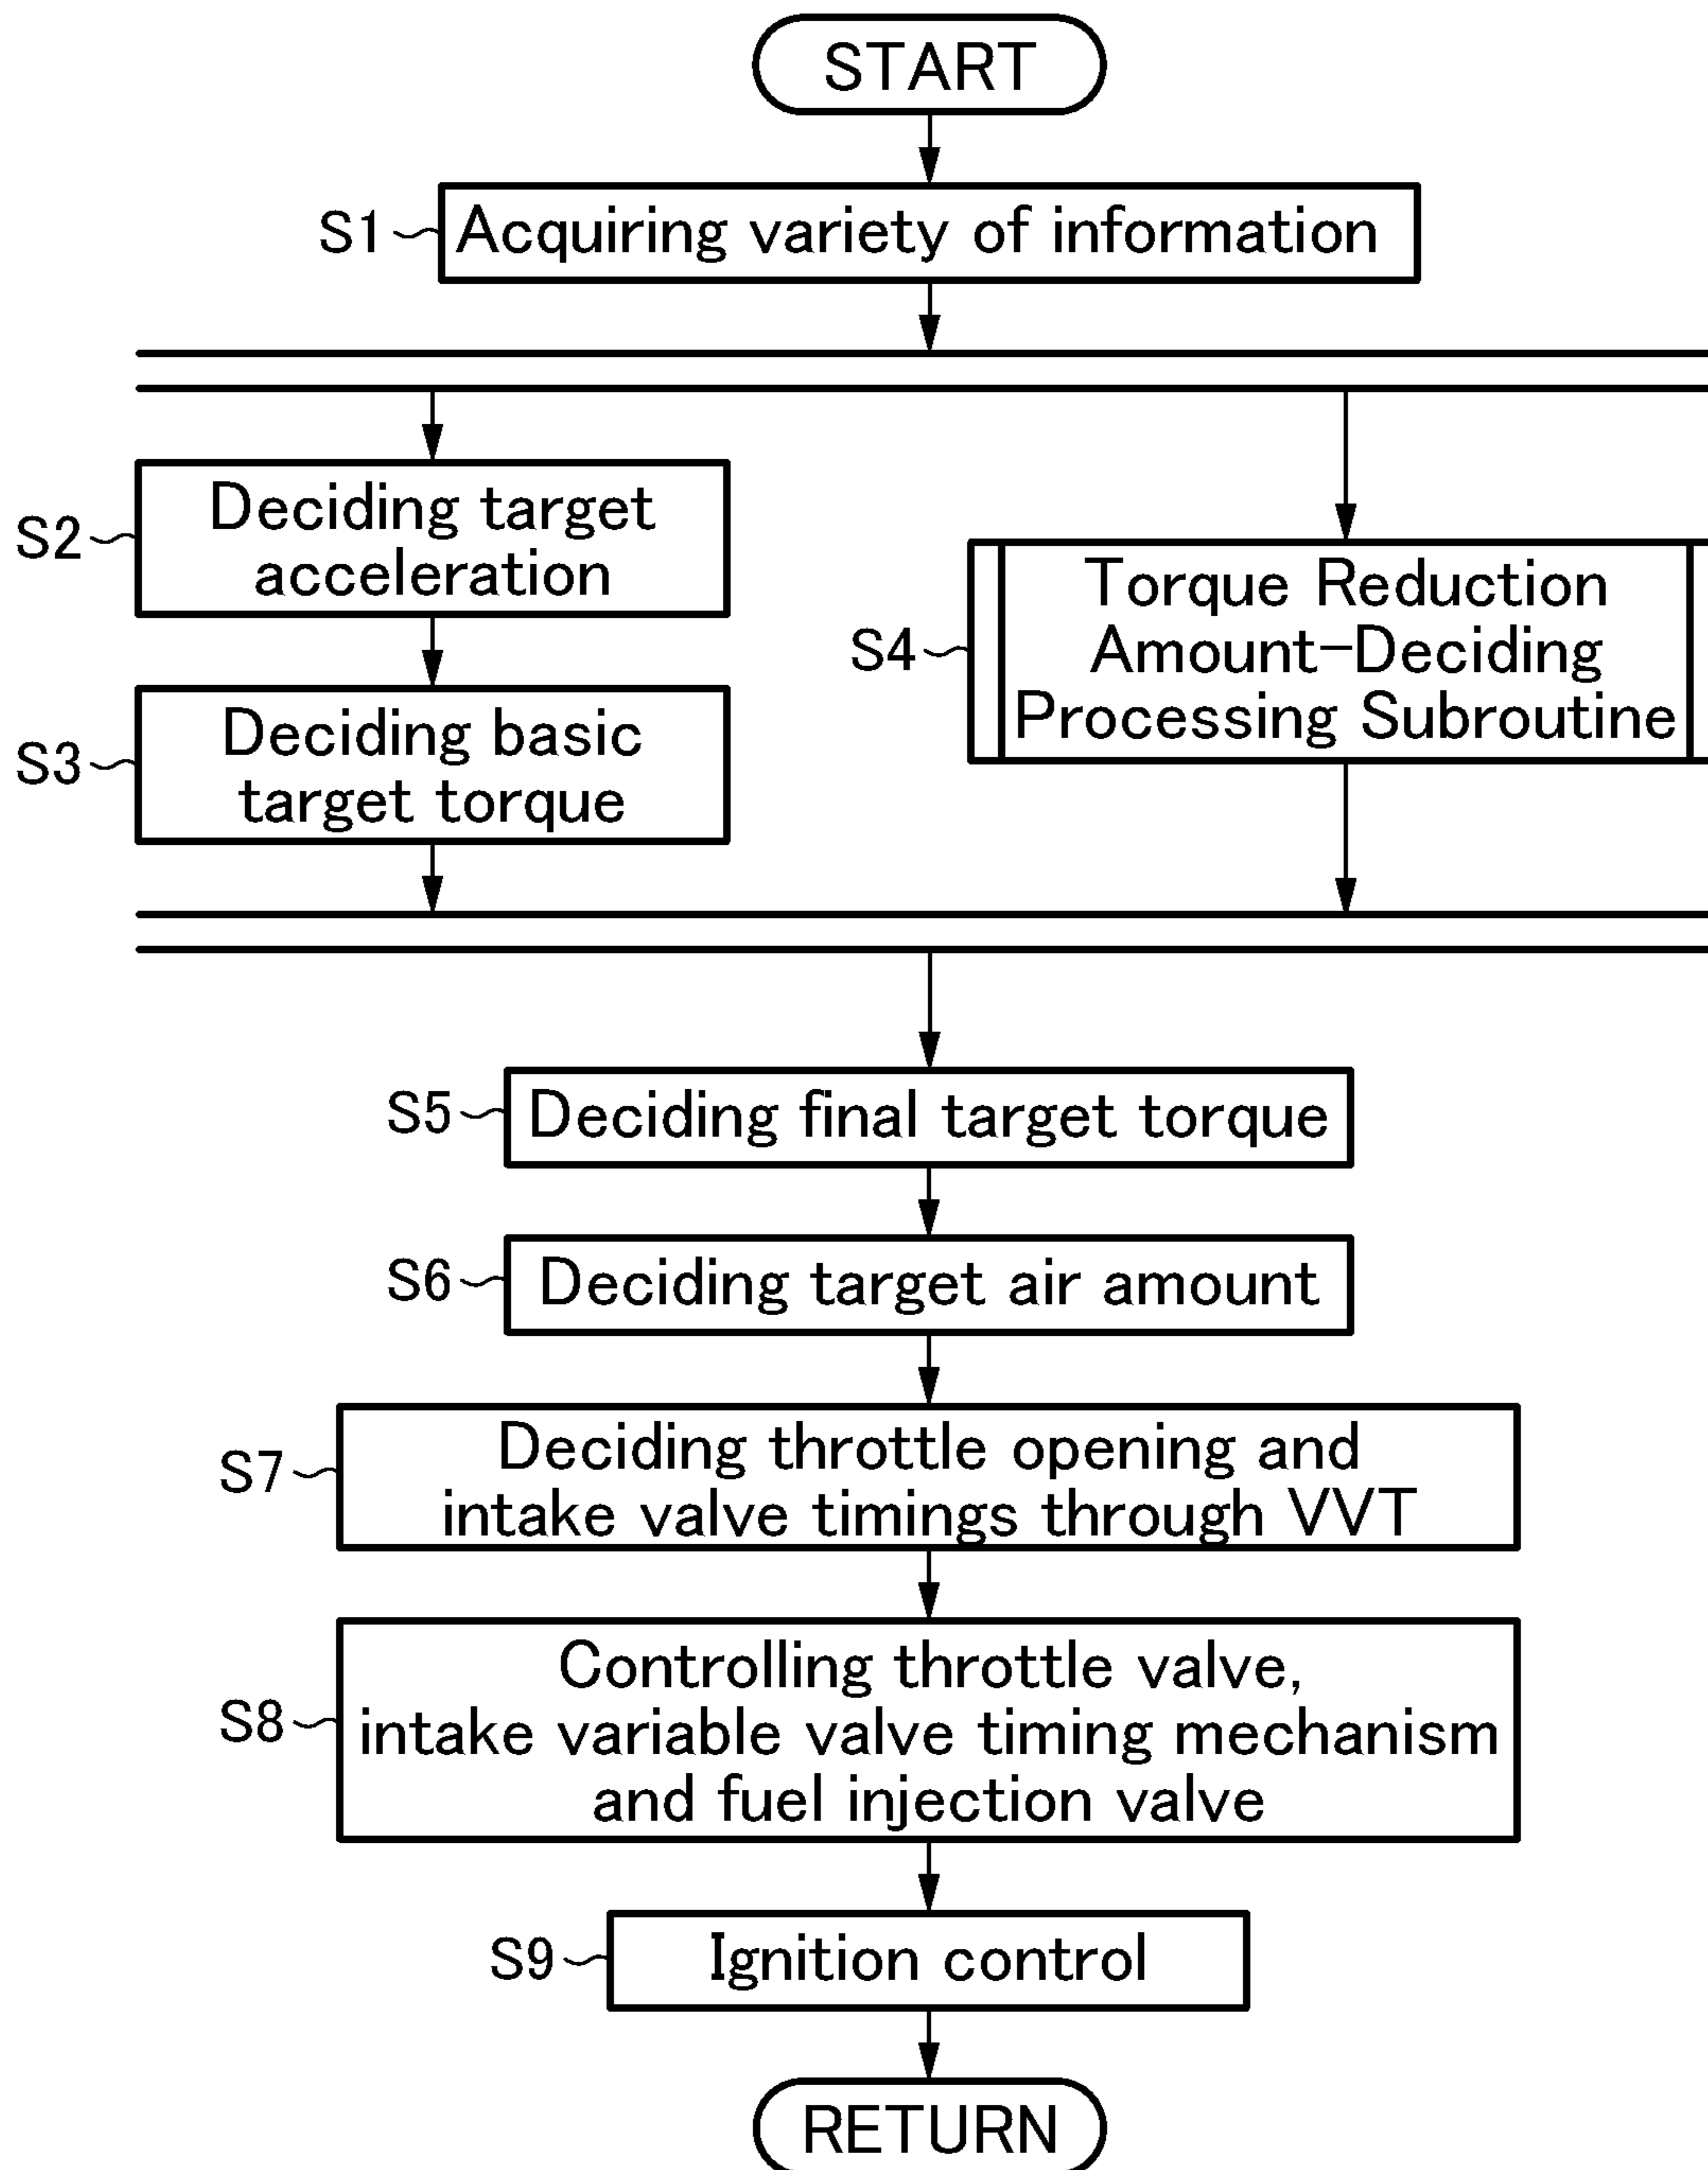 START
S1
Acquiring variety of information
S2
Deciding target
acceleration
S3
Deciding basic
target torque
S4
Torque Reduction
Amount-Deciding
Processing Subroutine
S5
Deciding final target torque
S6
Deciding target air amount
S7
Deciding throttle opening and
intake valve timings through VVT
S8
Controlling throttle valve,
intake variable valve timing mechanism
and fuel injection valve
S9
Ignition control
RETURN